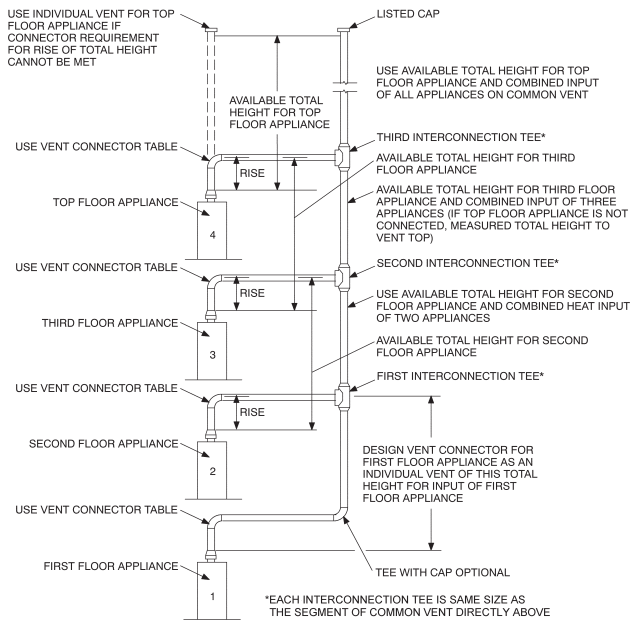 USE INDIVIDUAL VENT FOR TOP
FLOOR APPLIANCE IF
CONNECTOR REQUIREMENT
FOR RISE OF TOTAL HEIGHT
CANNOT BE MET
LISTED CAP
USE AVAILABLE TOTAL HEIGHT FOR TOP
FLOOR APPLIANCE AND COMBINED INPUT
OF ALL APPLIANCES ON COMMON VENT
AVAILABLE TOTAL
HEIGHT FOR TOP
FLOOR APPLIANCE
USE VENT CONNECTOR TABLE
THIRD INTERCONNECTION TEE*
AVAILABLE TOTAL HEIGHT FOR THIRD
FLOOR APPLIANCE
RISE
TOP FLOOR APPLIANCE
4
AVAILABLE TOTAL HEIGHT FOR THIRD FLOOR
APPLIANCE AND COMBINED INPUT OF THREE
APPLIANCES (IF TOP FLOOR APPLIANCE IS NOT
CONNECTED, MEASURED TOTAL HEIGHT TO
VENT TOP)
USE VENT CONNECTOR TABLE
SECOND INTERCONNECTION TEE*
RISE
USE AVAILABLE TOTAL HEIGHT FOR SECOND
FLOOR APPLIANCE AND COMBINED HEAT INPUT
OF TWO APPLIANCES
THIRD FLOOR APPLIANCE
3
AVAILABLE TOTAL HEIGHT FOR SECOND
FLOOR APPLIANCE
USE VENT CONNECTOR TABLE
FIRST INTERCONNECTION TEE*
RISE
SECOND FLOOR APPLIANCE
2
DESIGN VENT CONNECTOR FOR
FIRST FLOOR APPLIANCE AS AN
INDIVIDUAL VENT OF THIS TOTAL
HEIGHT FOR INPUT OF FIRST
FLOOR APPLIANCE
USE VENT CONNECTOR TABLE
FIRST FLOOR APPLIANCE
1
TEE WITH CAP OPTIONAL
*EACH INTERCONNECTION TEE IS SAME SIZE AS
THE SEGMENT OF COMMON VENT DIRECTLY ABOVE